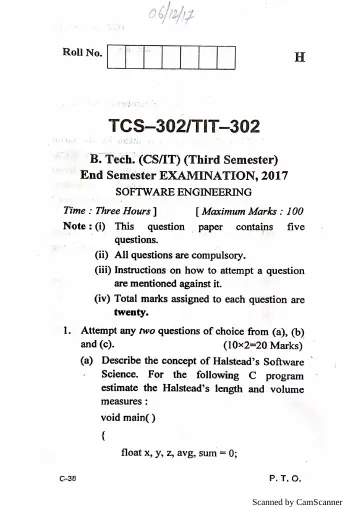 06/12/17
Roll No.
H
TCS–302/TIT–302
B. Tech. (CS/IT) (Third Semester)
End Semester EXAMINATION, 2017
SOFTWARE ENGINEERING
Time : Three Hours ] [ Maximum Marks : 100
Note : (i) This question paper contains five
questions.
(ii) All questions are compulsory.
(iii) Instructions on how to attempt a question
are mentioned against it.
(iv) Total marks assigned to each question are
twenty.
1. Attempt any two questions of choice from (a), (b)
and (c). (10×2=20 Marks)
(a) Describe the concept of Halstead's Software
Science. For the following C program
estimate the Halstead's length and volume
measures :
void main( )
{
float x, y, z, avg, sum = 0;
C-38 P. T. O.
Scanned by CamScanner